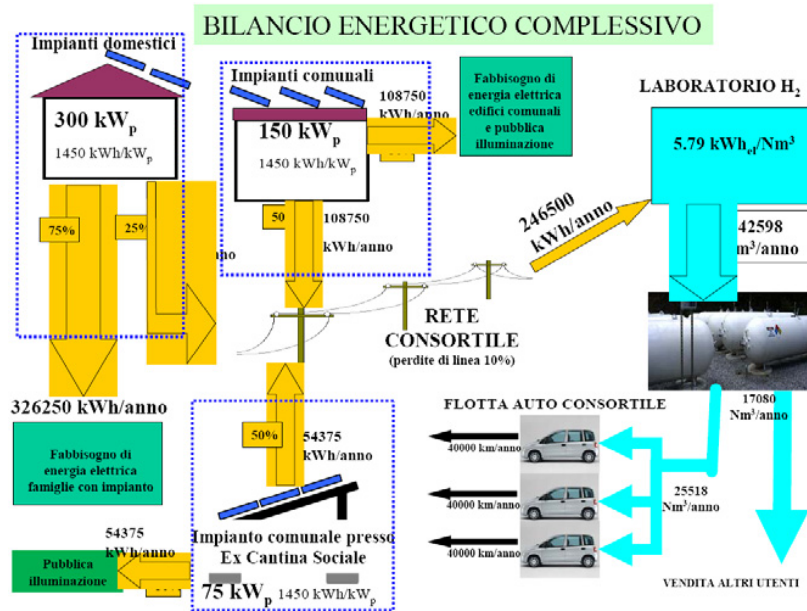 BILANCIO ENERGETICO COMPLESSIVO
Impianti domestici
300 kWp
1450 kWh/kWp
75%
25%
326250 kWh/anno
Fabbisogno di
energia elettrica
famiglie con impianto
Impianti comunali
150 kWp
1450 kWh/kWp
108750
kWh/anno
Fabbisogno di
energia elettrica
edifici comunali
e pubblica
illuminazione
108750
kWh/anno
LABORATORIO H2
5.79 kWhel/Nm3
246500
kWh/anno
42598
m3/anno
RETE
CONSORTILE
(perdite di linea 10%)
50%
54375
kWh/anno
Impianto comunale presso
Ex Cantina Sociale
75 kWp
1450 kWh/kWp
54375
kWh/anno
Pubblica
illuminazione
FLOTTA AUTO CONSORTILE
40000 km/anno
40000 km/anno
40000 km/anno
25518
Nm3/anno
17080
Nm3/anno
VENDITA ALTRI UTENTI